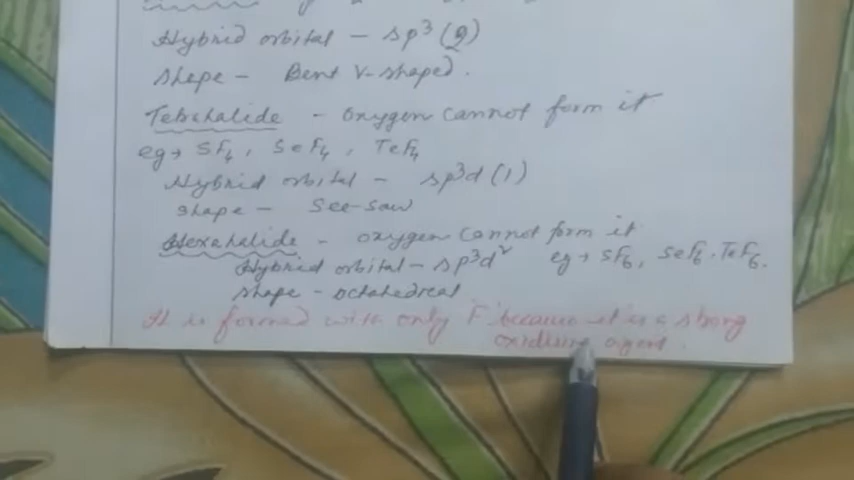 Hybrid orbital - sp³ (2)
Shape - Bent V-shaped.
Tetrahalide - Oxygen cannot form it
eg → SF₄, SeF₄, TeF₄
Hybrid orbital - sp³d (1)
Shape - See-Saw
Hexahalide - oxygen cannot form it
Hybrid orbital - sp³d² eg → SF₆, SeF₆, TeF₆.
Shape - octahedral
It is formed with only F because it is a strong
oxidising agent.